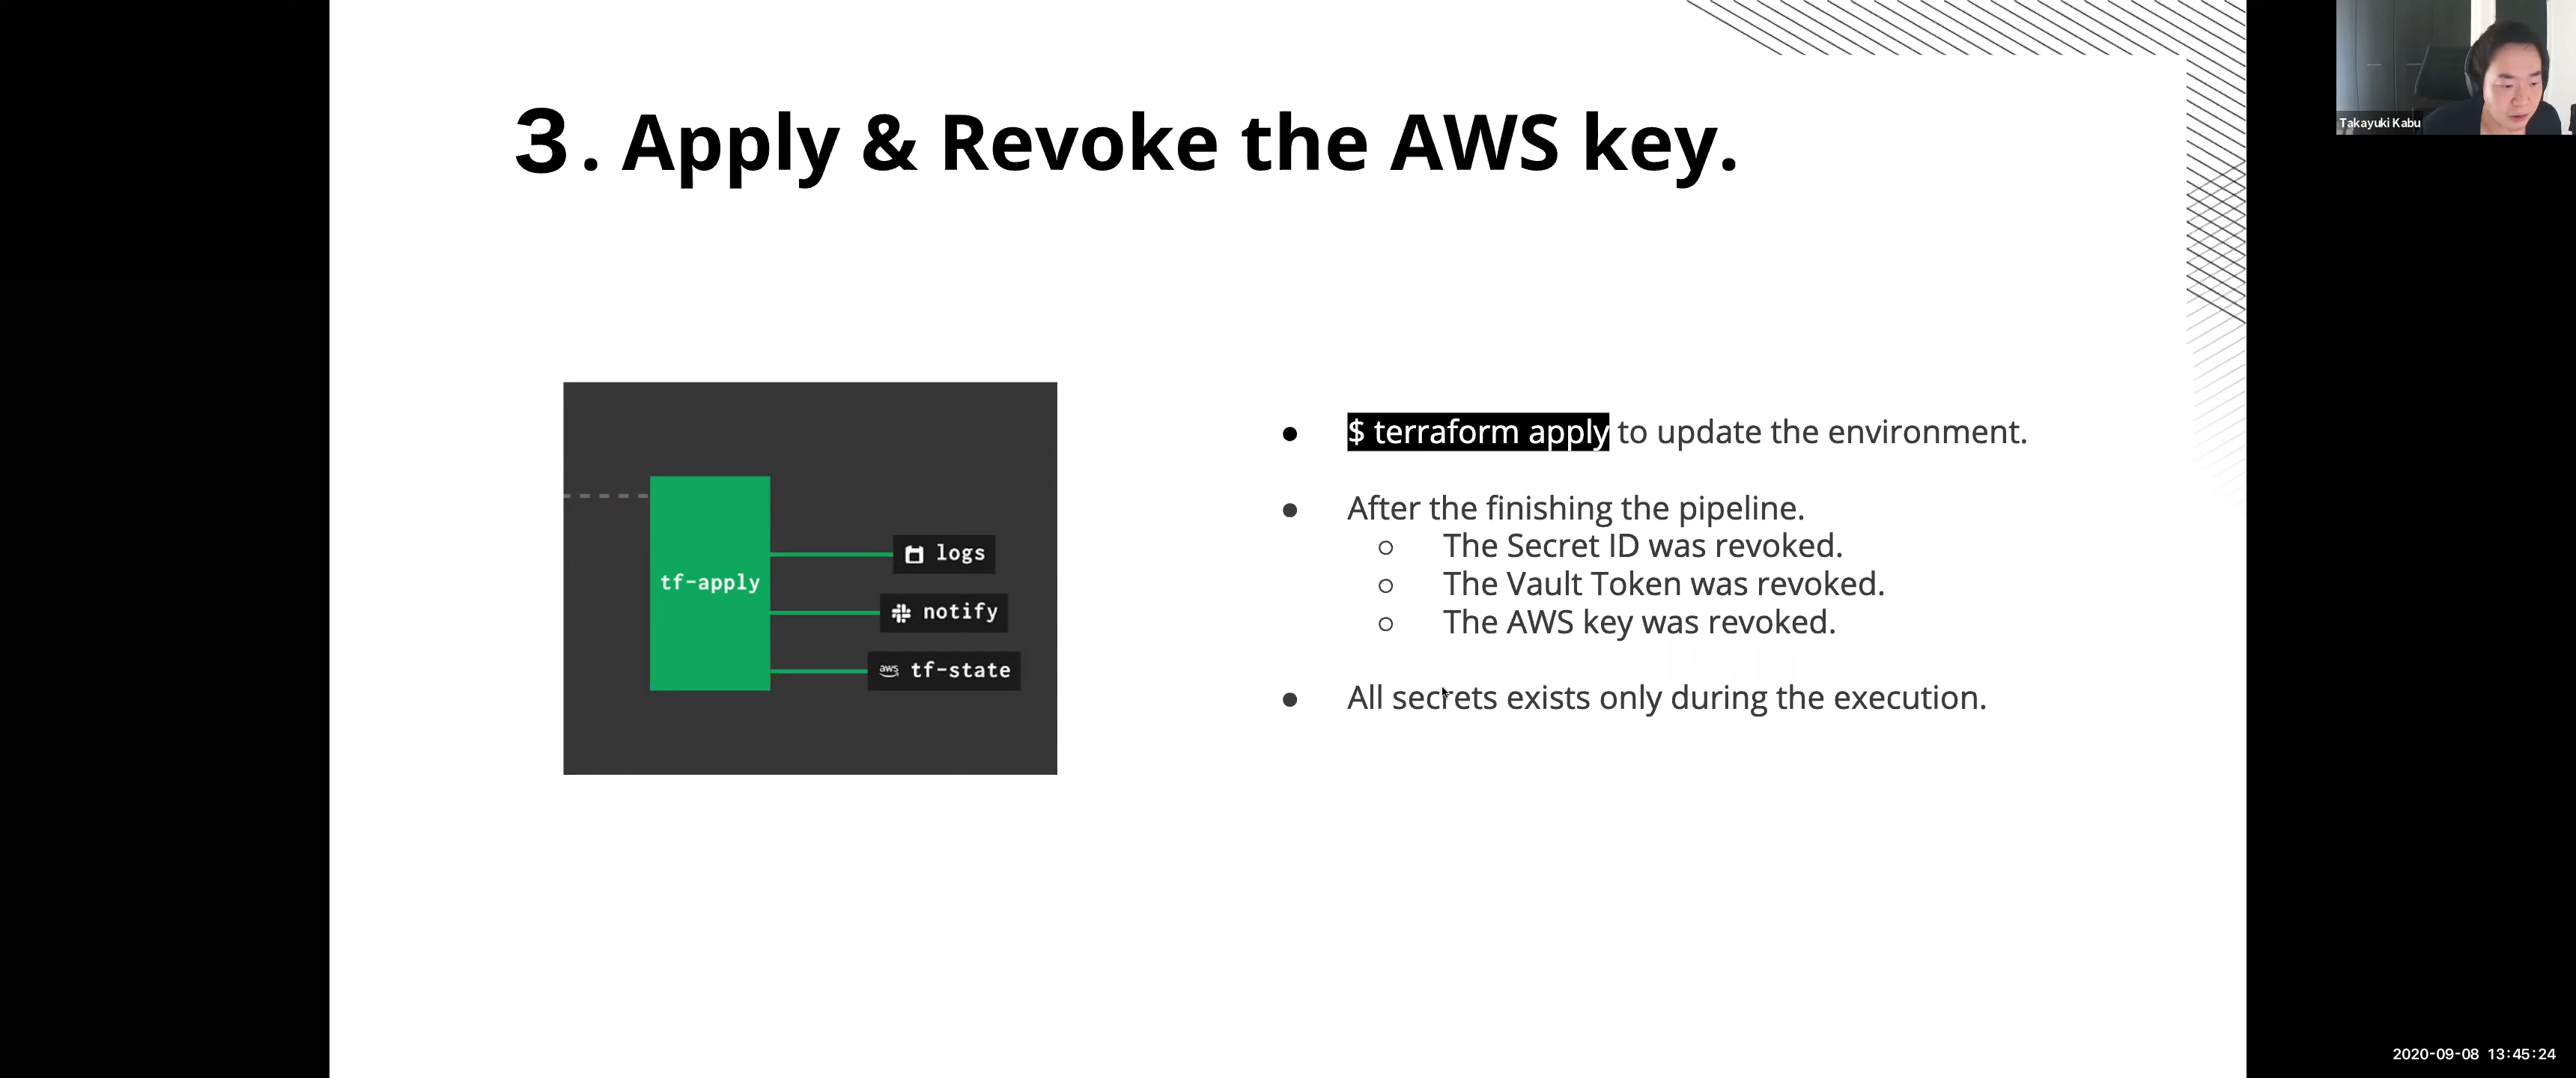 3. Apply & Revoke the AWS key.
Takayuki Kabu
$ terraform apply to update the environment.
After the finishing the pipeline.
The Secret ID was revoked.
The Vault Token was revoked.
The AWS key was revoked.
All secrets exists only during the execution.
tf-apply
logs
notify
aws tf-state
2020-09-08 13:45:24